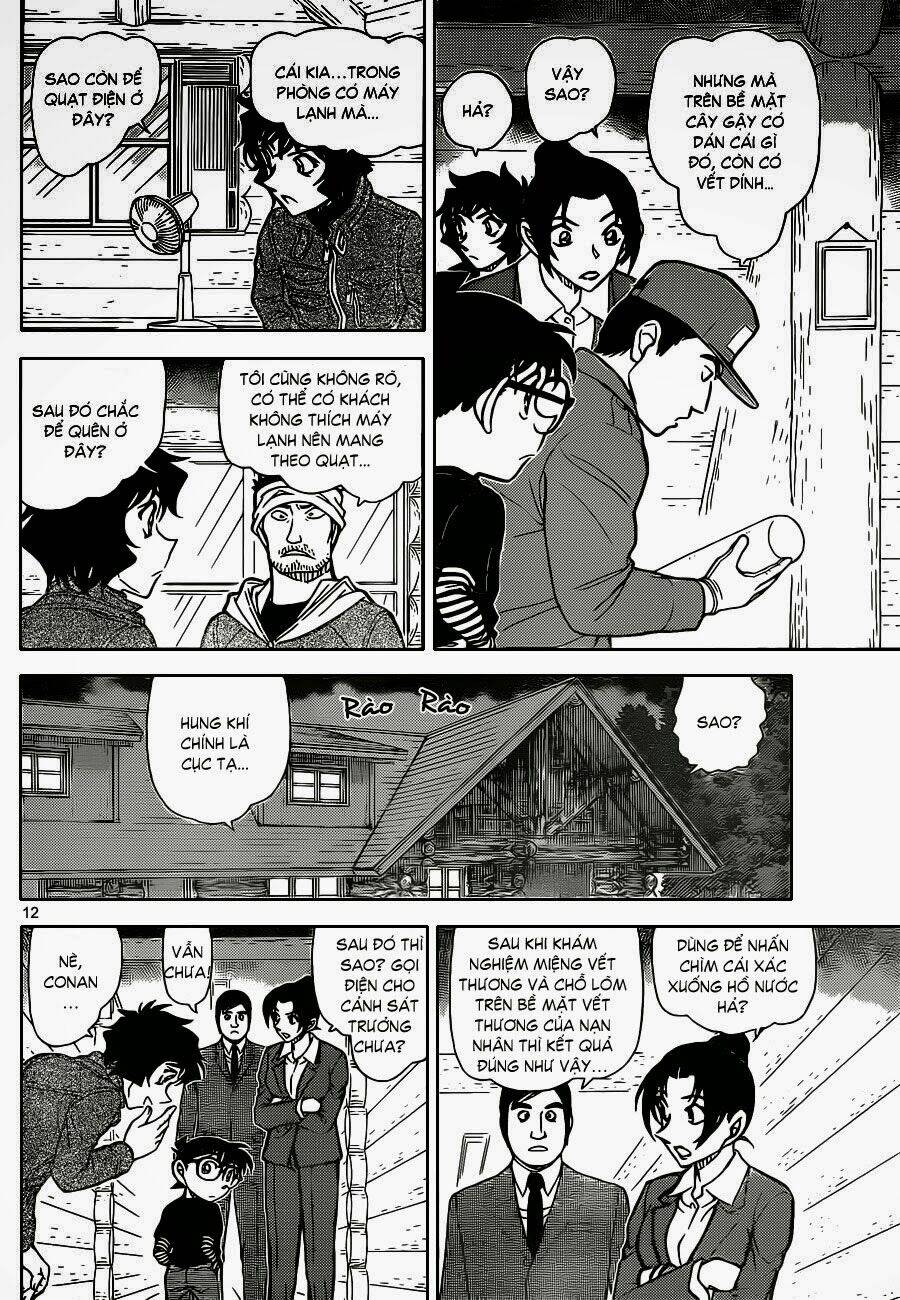 NHƯNG MÀ
TRÊN BỀ MẶT
CÂY GẬY CÓ
DÁN CÁI GÌ
ĐÓ, CÒN CÓ
VẾT DÍNH...
VẬY
SAO?
HẢ?
CÁI KIA...TRONG
PHÒNG CÓ MÁY
LẠNH MÀ...
SAO CÒN ĐỂ
QUẠT ĐIỆN Ở
ĐÂY?
TÔI CŨNG KHÔNG RÕ,
CÓ THỂ CÓ KHÁCH
KHÔNG THÍCH MÁY
LẠNH NÊN MANG
THEO QUẠT...
SAU ĐÓ CHẮC
ĐỂ QUÊN Ở
ĐÂY?
SAO?
Rào Rào
HUNG KHÍ
CHÍNH LÀ
CỤC TẠ...
12
DÙNG ĐỂ NHẤN
CHÌM CÁI XÁC
XUỐNG HỒ NƯỚC
HẢ?
SAU KHI KHÁM
NGHIỆM MIỆNG VẾT
THƯƠNG VÀ CHỖ LÕM
TRÊN BỀ MẶT VẾT
THƯƠNG CỦA NẠN
NHÂN THÌ KẾT QUẢ
ĐÚNG NHƯ VẬY...
SAU ĐÓ THÌ
SAO? GỌI
ĐIỆN CHO
CẢNH SÁT
TRƯỞNG
CHƯA?
VẪN
CHƯA!
NÈ,
CONAN
...